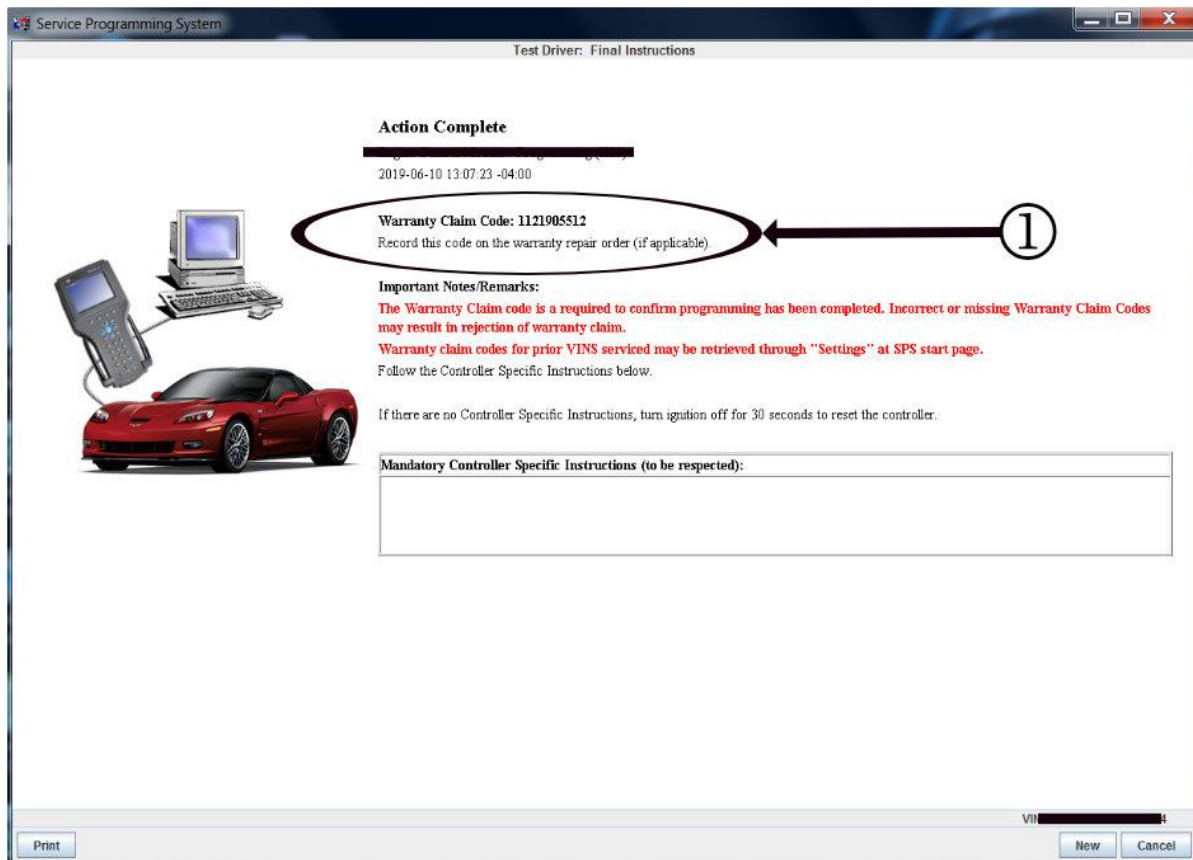 Service Programming System
Test Driver: Final Instructions
Action Complete
2019-06-10 13:07:23 -04:00
Warranty Claim Code: 1121905512
Record this code on the warranty repair order (if applicable).
1
Important Notes/Remarks:
The Warranty Claim code is a required to confirm programming has been completed. Incorrect or missing Warranty Claim Codes
may result in rejection of warranty claim.
Warranty claim codes for prior VINS serviced may be retrieved through "Settings" at SPS start page.
Follow the Controller Specific Instructions below.
If there are no Controller Specific Instructions, turn ignition off for 30 seconds to reset the controller.
Mandatory Controller Specific Instructions (to be respected):
VIN 4
Print
New Cancel